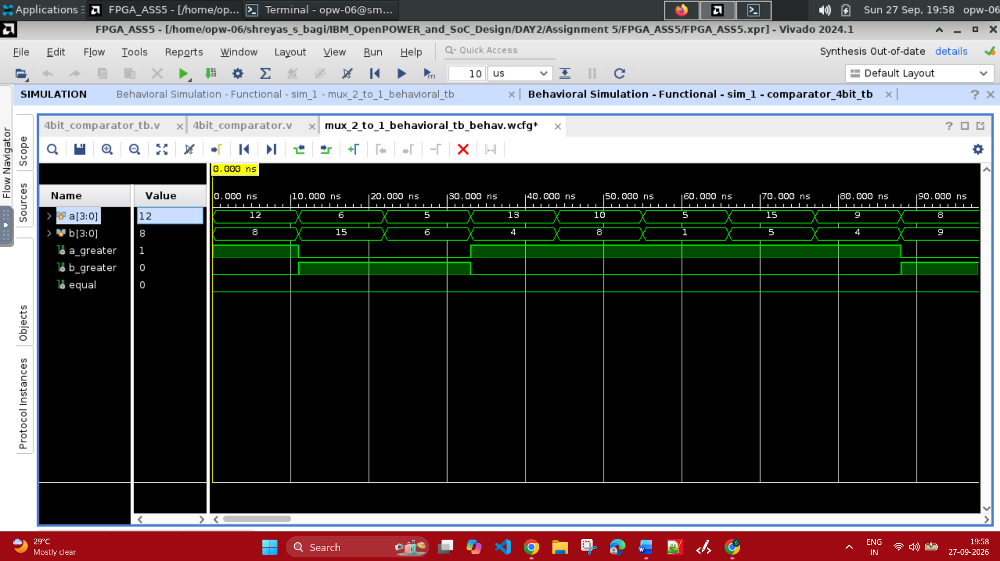 Applications
FPGA_ASS5 - [/home/op...
Terminal - opw-06@sm...
Sun 27 Sep, 19:58
opw-06
FPGA_ASS5 - [/home/opw-06/shreyas_s_bagi/IBM_OpenPOWER_and_SoC_Design/DAY2/Assignment 5/FPGA_ASS5/FPGA_ASS5.xpr] - Vivado 2024.1
File Edit Flow Tools Reports Window Layout View Run Help
Quick Access
Synthesis Out-of-date details
10 us
Default Layout
SIMULATION
Behavioral Simulation - Functional - sim_1 - mux_2_to_1_behavioral_tb
Behavioral Simulation - Functional - sim_1 - comparator_4bit_tb
Flow Navigator
Scope
Sources
Objects
Protocol Instances
4bit_comparator_tb.v
4bit_comparator.v
mux_2_to_1_behavioral_tb_behav.wcfg*
0.000 ns
Name Value
0.000 ns 10.000 ns 20.000 ns 30.000 ns 40.000 ns 50.000 ns 60.000 ns 70.000 ns 80.000 ns 90.000 ns
a[3:0] 12 12 6 5 13 10 5 15 9 8
b[3:0] 8 8 15 6 4 8 1 5 4 9
a_greater 1
b_greater 0
equal 0
29°C
Mostly clear
Search
ENG
IN
19:58
27-09-2026